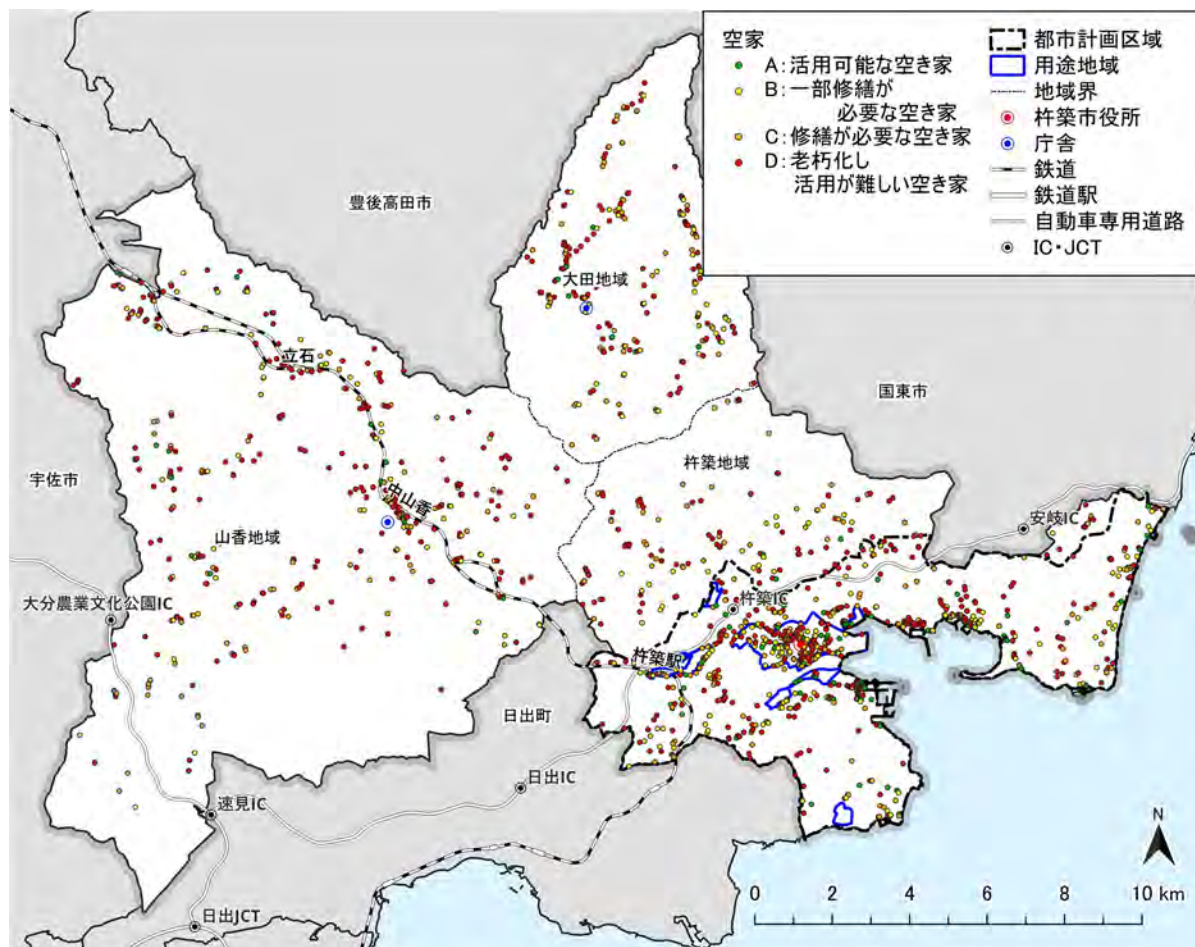 空家
A:活用可能な空き家
B:一部修繕が
必要な空き家
C:修繕が必要な空き家
D:老朽化し
活用が難しい空き家
都市計画区域
用途地域
地域界
杵築市役所
庁舎
鉄道
鉄道駅
自動車専用道路
IC・JCT
豊後高田市
大田地域
立石
国東市
宇佐市
杵築地域
中山香
山香地域
安岐IC
大分農業文化公園IC
杵築IC
杵築駅
日出町
日出IC
速見IC
日出JCT
N
0 2 4 6 8 10 km